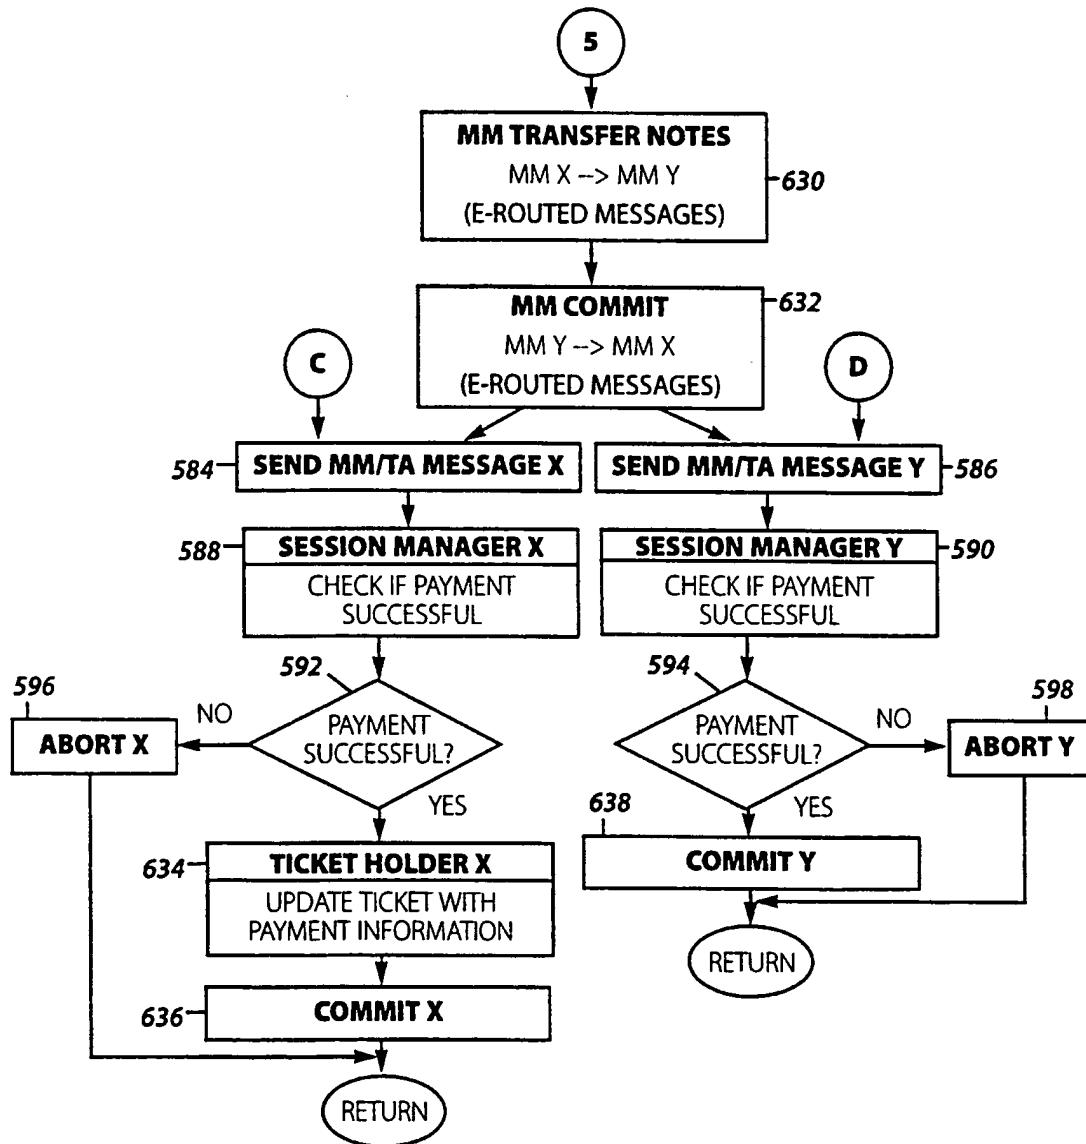 5
MM TRANSFER NOTES
MM X --> MM Y
(E-ROUTED MESSAGES)
630
MM COMMIT
MM Y --> MM X
(E-ROUTED MESSAGES)
632
C
D
584
SEND MM/TA MESSAGE X
SEND MM/TA MESSAGE Y
586
588
SESSION MANAGER X
CHECK IF PAYMENT
SUCCESSFUL
SESSION MANAGER Y
590
CHECK IF PAYMENT
SUCCESSFUL
592
PAYMENT
SUCCESSFUL?
NO
YES
596
ABORT X
594
PAYMENT
SUCCESSFUL?
NO
YES
598
ABORT Y
634
TICKET HOLDER X
UPDATE TICKET WITH
PAYMENT INFORMATION
638
COMMIT Y
RETURN
636
COMMIT X
RETURN